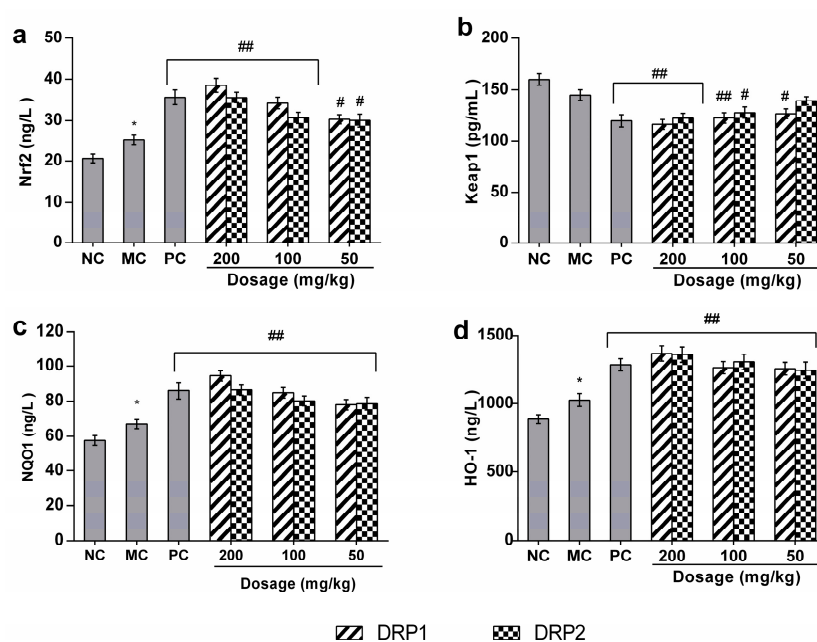 a
Nrf2 (ng/L )
50
40
30
20
10
0
*
##
# #
NC MC PC 200 100 50
Dosage (mg/kg)
b
Keap1 (pg/mL)
200
150
100
50
0
##
## # #
NC MC PC 200 100 50
Dosage (mg/kg)
c
NQO1 (ng/L )
120
100
80
60
40
20
0
*
##
NC MC PC 200 100 50
Dosage (mg/kg)
d
HO-1 (ng/L )
1500
1000
500
0
*
##
NC MC PC 200 100 50
Dosage (mg/kg)
DRP1 DRP2